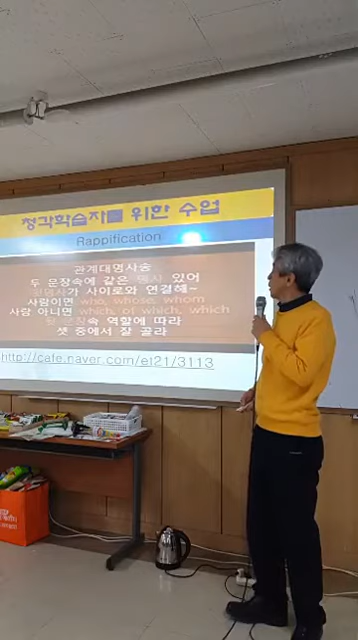 청각학습자를 위한 수업
Rappification
관계대명사송
두 문장속에 같은 명사 있어
관계사가 사이로와 연결해~
사람이면 who, whose, whom
사람 아니면 which, of which, which
뒷문장속 역할에 따라
셋 중에서 잘 골라
http://cafe.naver.com/et21/3113